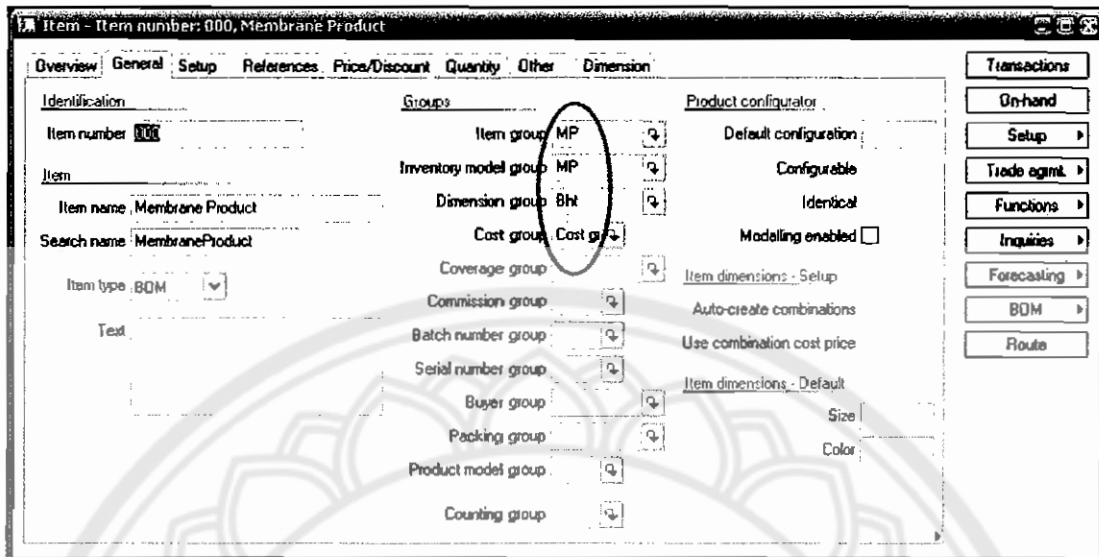 Item - Item number: 000, Membrane Product
Overview General Setup References Price/Discount Quantity Other Dimension
Identification
Item number 000
Item
Item name Membrane Product
Search name MembraneProduct
Item type BOM
Text
Groups
Item group MP
Inventory model group MP
Dimension group Bht
Cost group Cost gr
Coverage group
Commission group
Batch number group
Serial number group
Buyer group
Packing group
Product model group
Counting group
Product configurator
Default configuration
Configurable
Identical
Modelling enabled
Item dimensions - Setup
Auto-create combinations
Use combination cost price
Item dimensions - Default
Size
Color
Transactions
On-hand
Setup
Trade agrmt.
Functions
Inquiries
Forecasting
BOM
Route